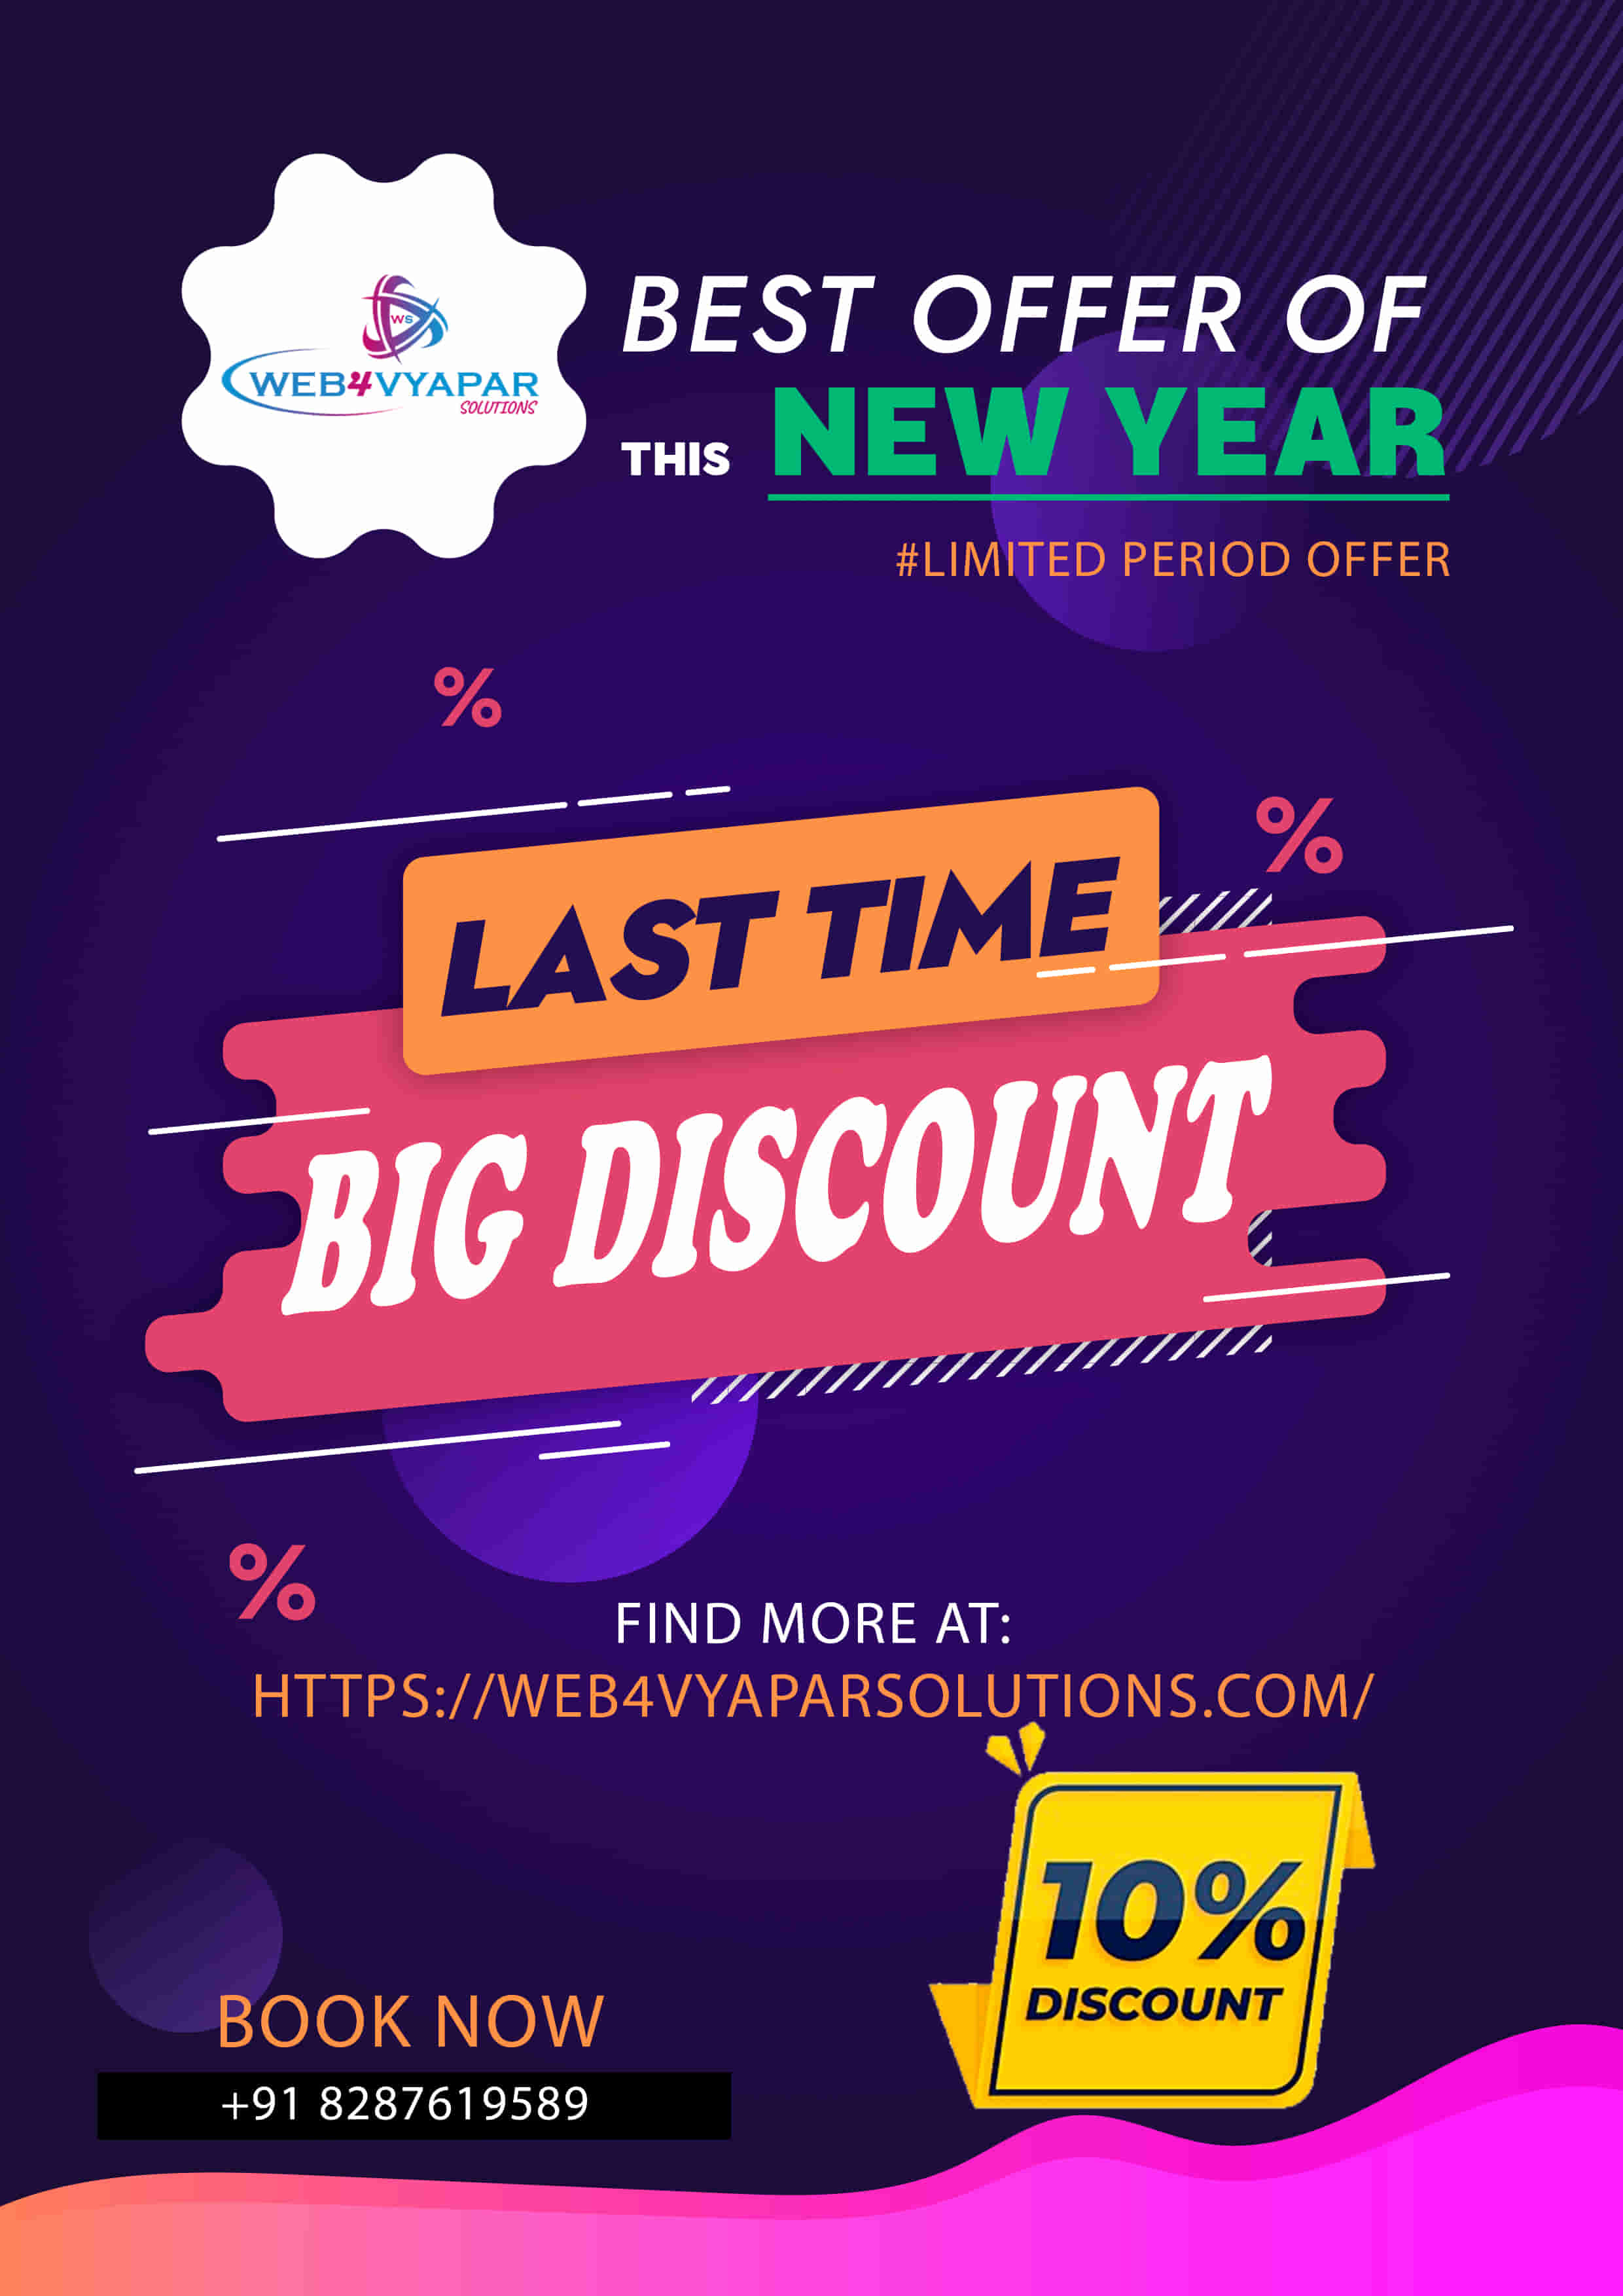 WS
WEB4VYAPAR
SOLUTIONS
BEST OFFER OF
THIS NEW YEAR
#LIMITED PERIOD OFFER
%
%
LAST TIME
BIG DISCOUNT
%
FIND MORE AT:
HTTPS://WEB4VYAPARSOLUTIONS.COM/
10%
DISCOUNT
BOOK NOW
+91 8287619589